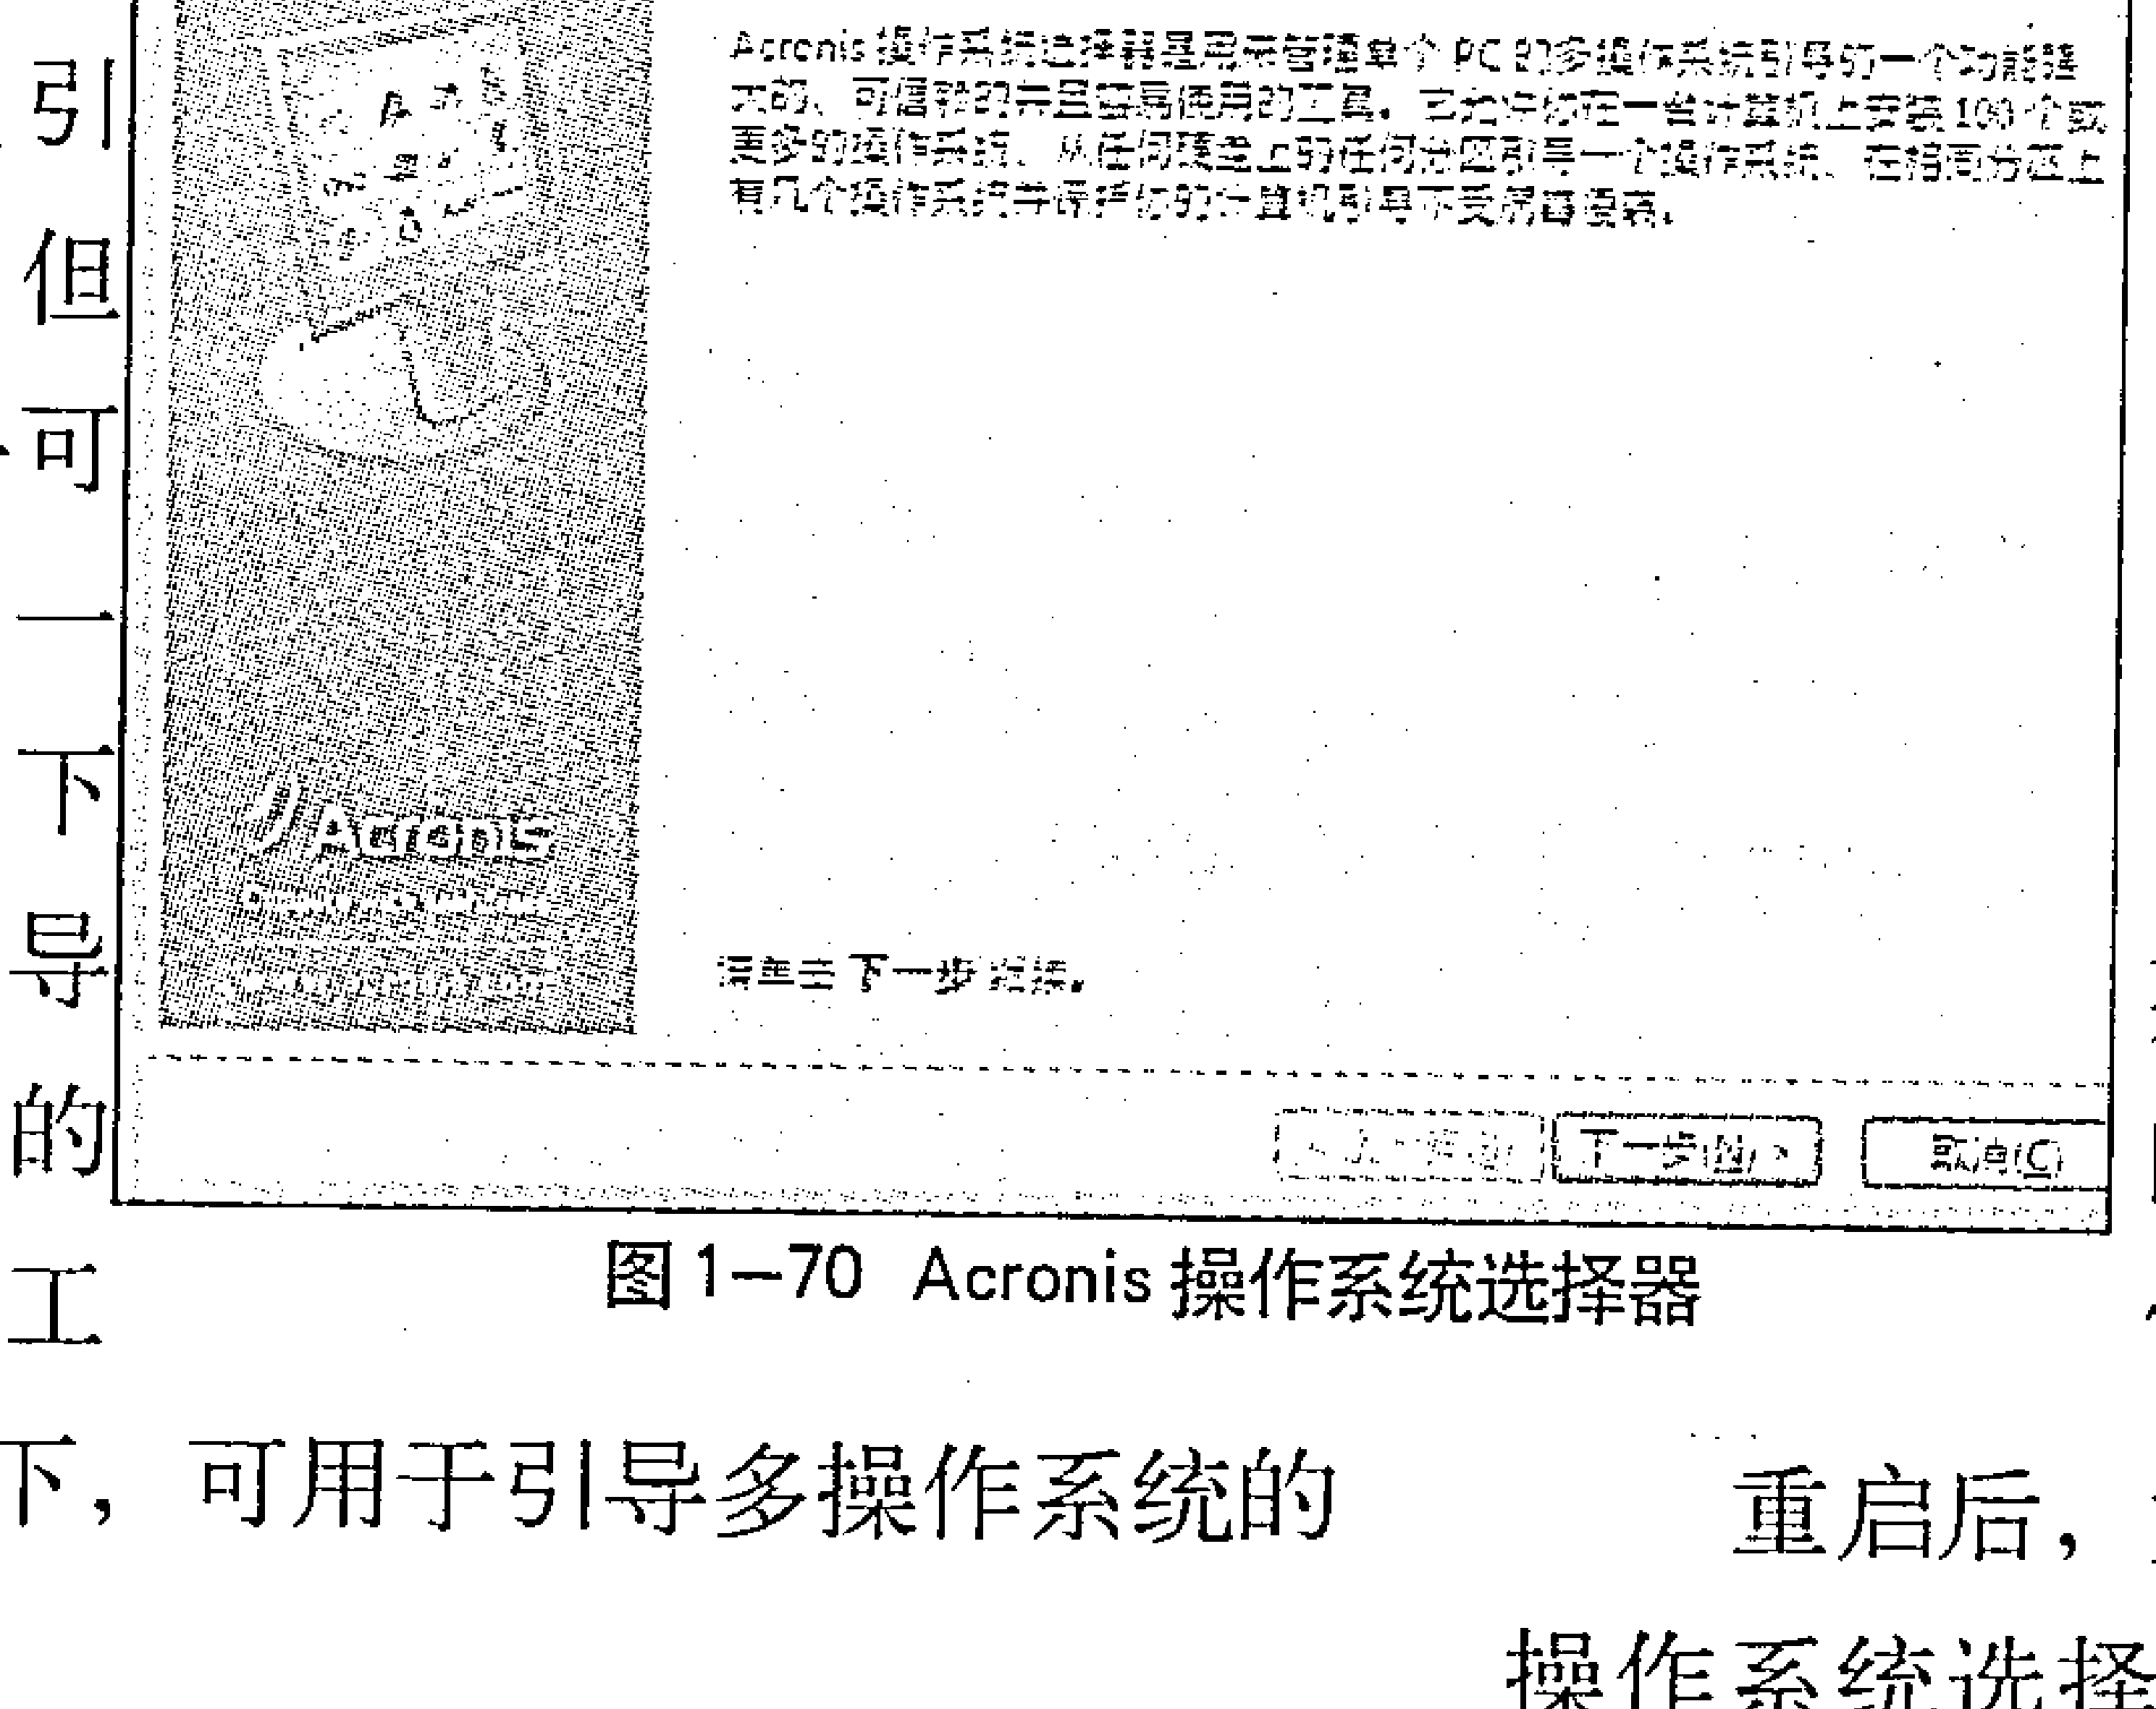 引
但
可
一
下
导
的
工
Acronis 操作系统选择器是用来管理单个 PC 的多操作系统引导的一个功能强
大的、可信赖的并且容易使用的工具。它允许你在一台计算机上安装 100 个或
更多的操作系统、从任何硬盘上的任何分区引导一个操作系统、在相同分区上
有几个操作系统并保护你的计算机引导不受病毒侵害。
Acronis
请单击 下一步 继续。
下一步(N) >
取消(C)
图1—70 Acronis 操作系统选择器
下，可用于引导多操作系统的
重启后，
操作系统选择